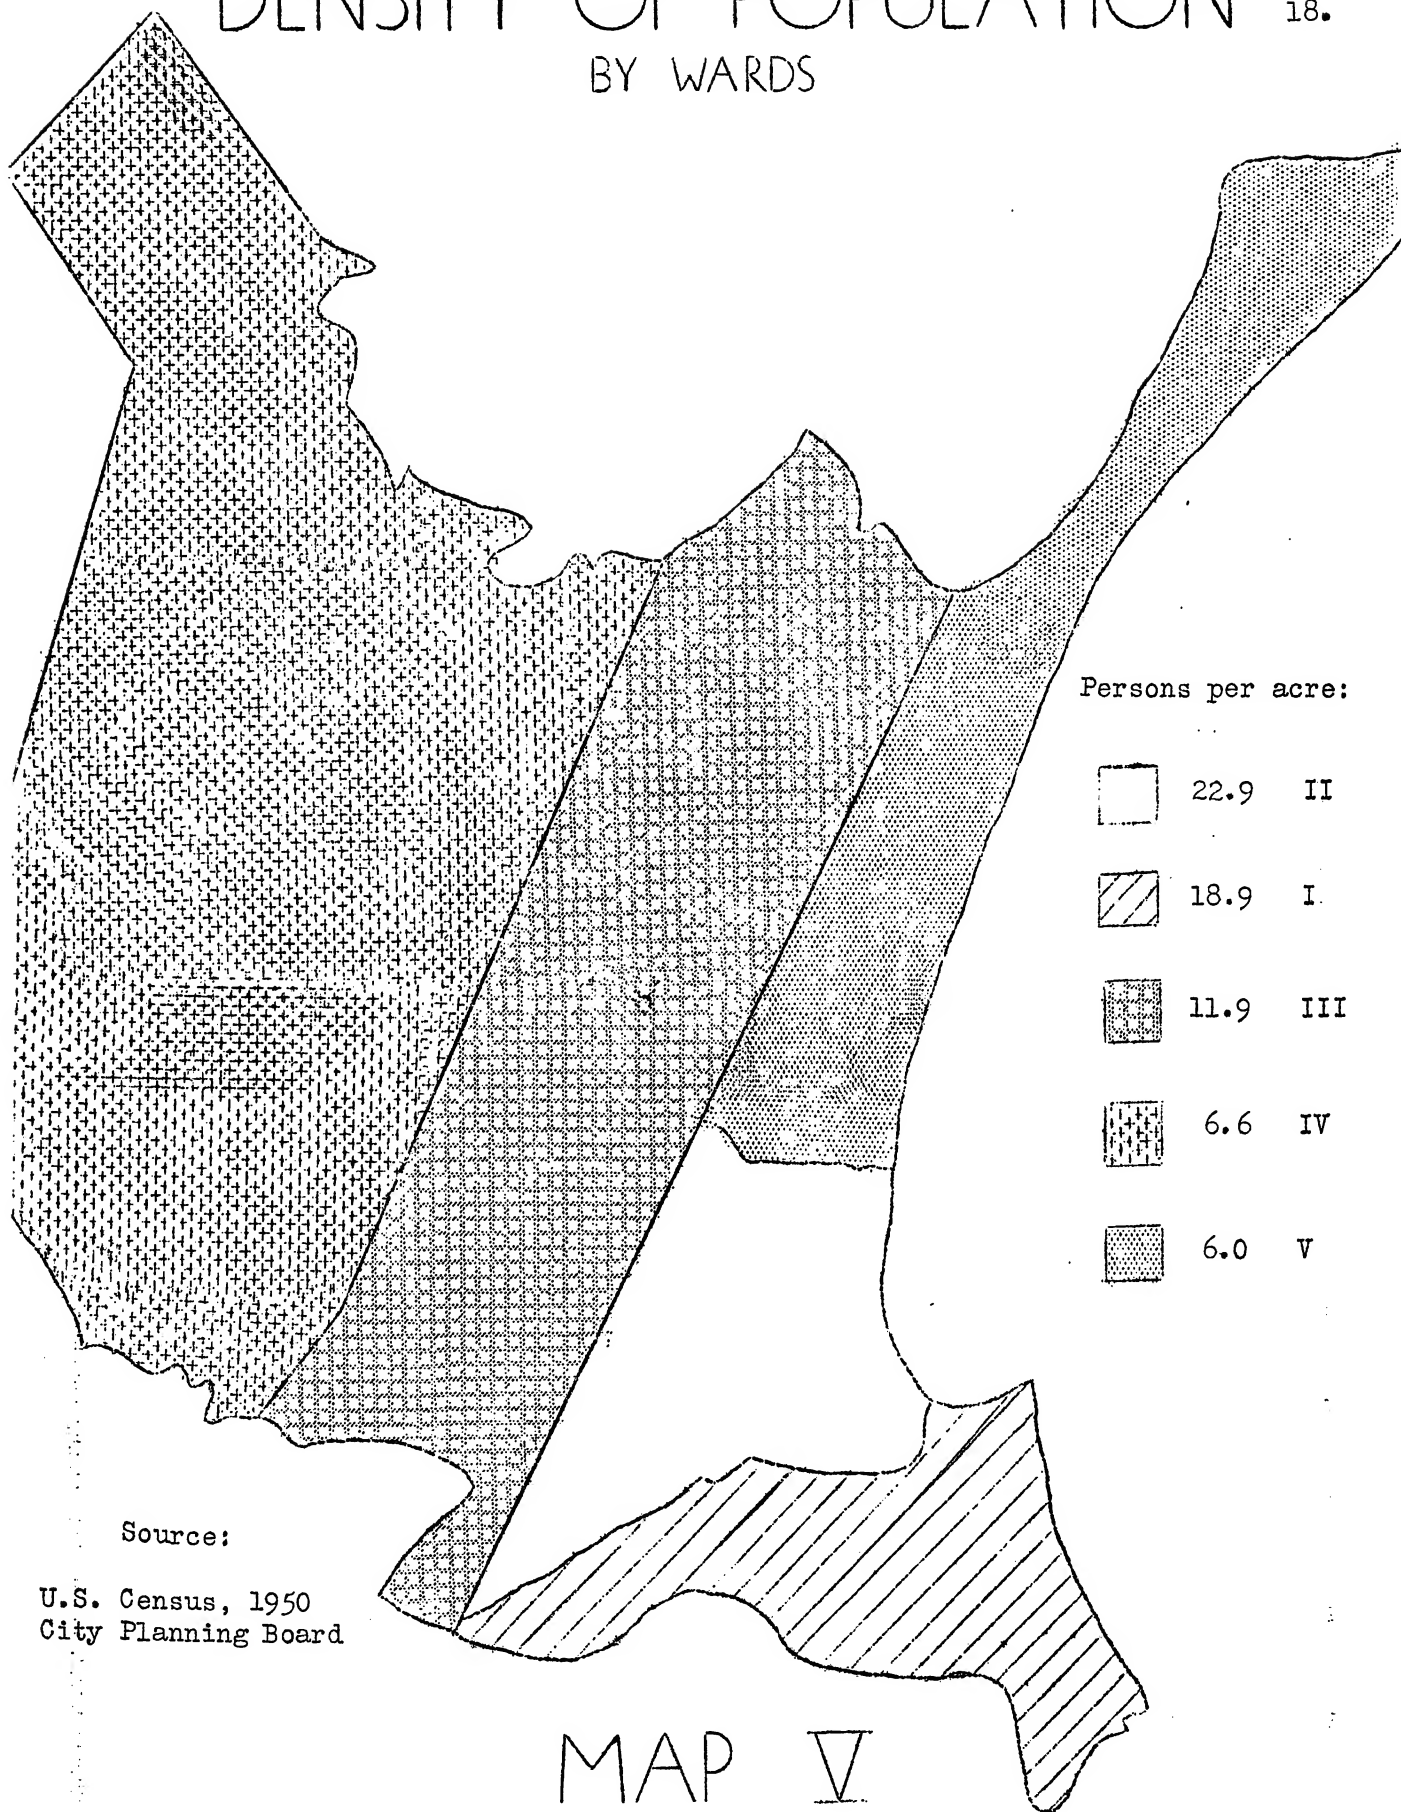 DENSITY OF POPULATION
18.
BY WARDS
Persons per acre:
22.9 II
18.9 I.
11.9 III
6.6 IV
6.0 V
Source:
U.S. Census, 1950
City Planning Board
MAP V